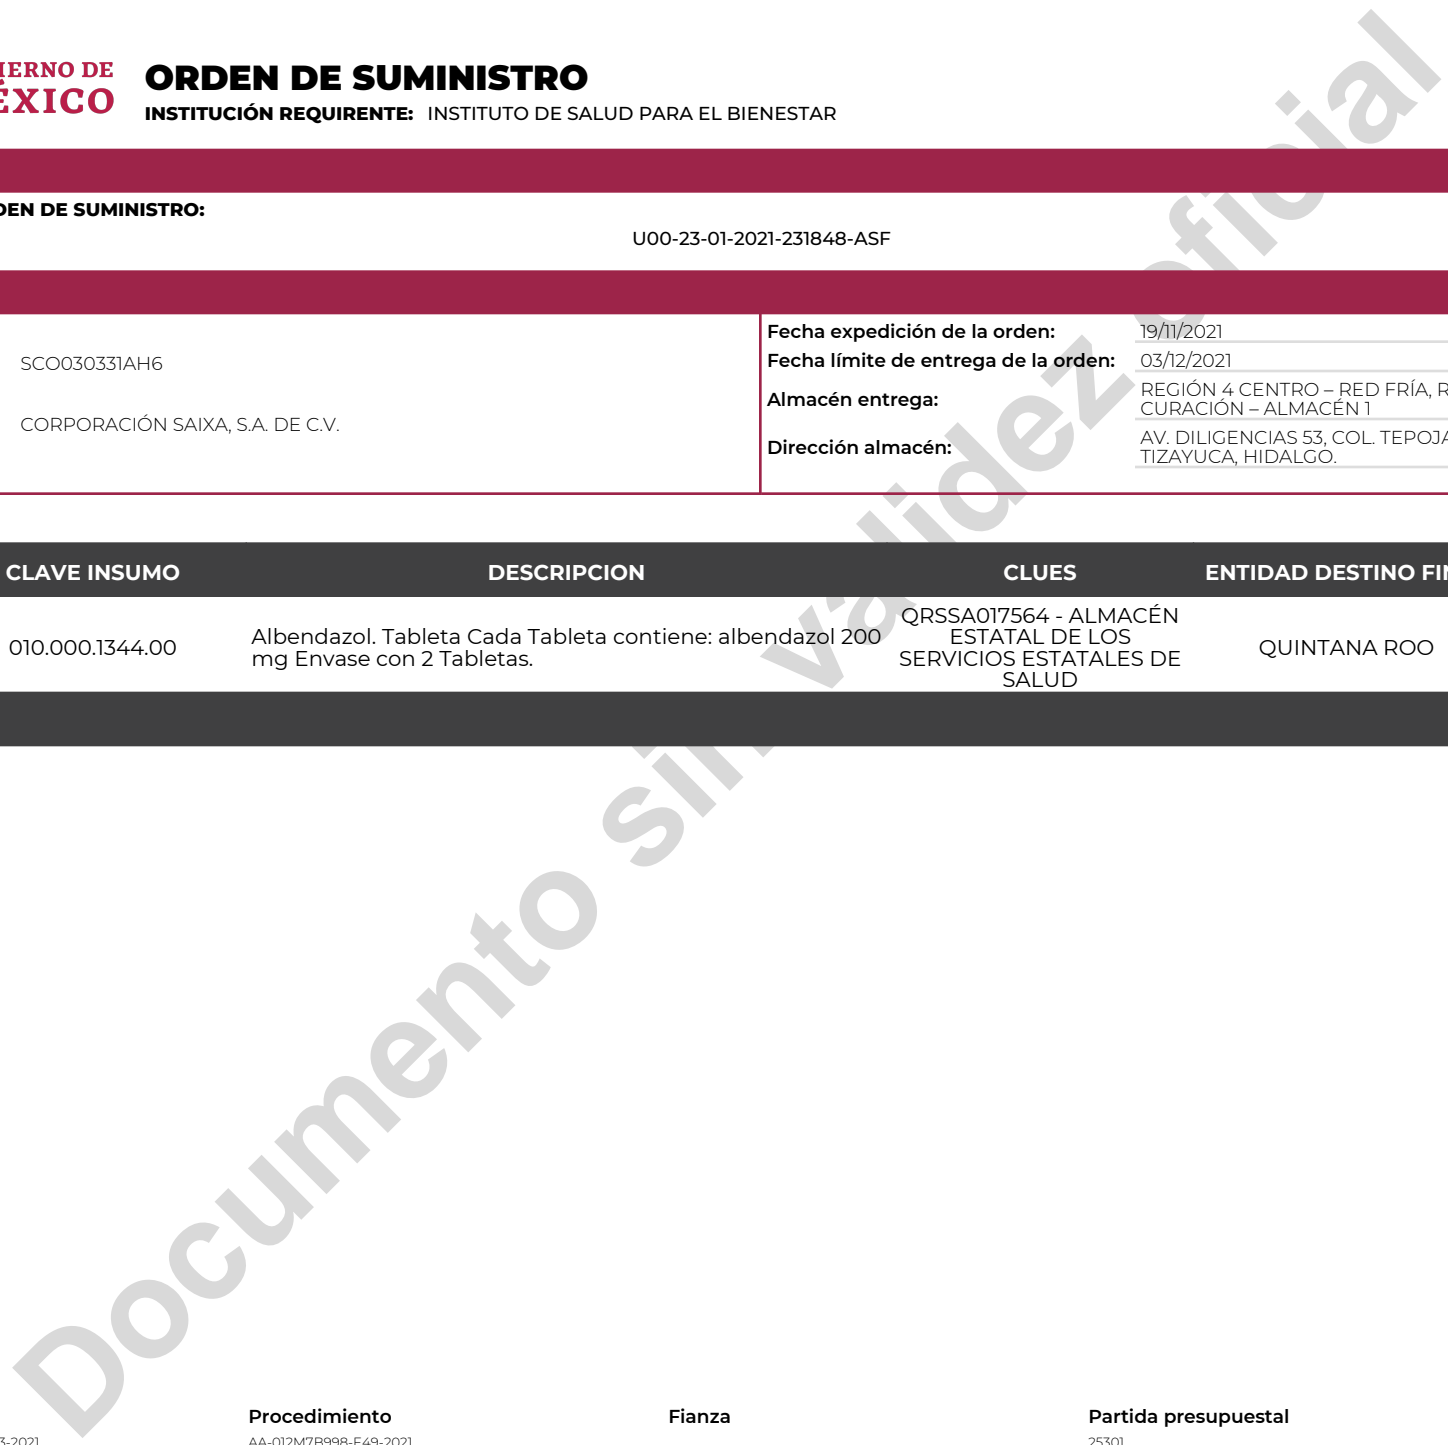 ORDEN DE SUMINISTRO
INSTITUCIÓN REQUIRENTE: INSTITUTO DE SALUD PARA EL BIENESTAR
DE
DE SUMINISTRO:
U00-23-01-2021-231848-ASF
SCO030331AH6
CORPORACIÓN SAIXA, S.A. DE C.V.
Fecha expedición de la orden: 19/11/2021
Fecha límite de entrega de la orden: 03/12/2021
Almacén entrega: REGIÓN 4 CENTRO – RED FRÍA,
CURACIÓN – ALMACÉN 1
Dirección almacén: AV. DILIGENCIAS 53, COL.
TIZAYUCA, HIDALGO.
CLAVE INSUMO DESCRIPCION CLUES ENTIDAD DESTINO
010.000.1344.00
Albendazol. Tableta Cada Tableta contiene: albendazol 200
mg Envase con 2 Tabletas.
QRSSA017564 - ALMACÉN
ESTATAL DE LOS
SERVICIOS ESTATALES DE
SALUD
QUINTANA ROO
Documento sin validez oficial
Procedimiento Fianza Partida presupuestal
AA-012M7B998-E49-2021 25301